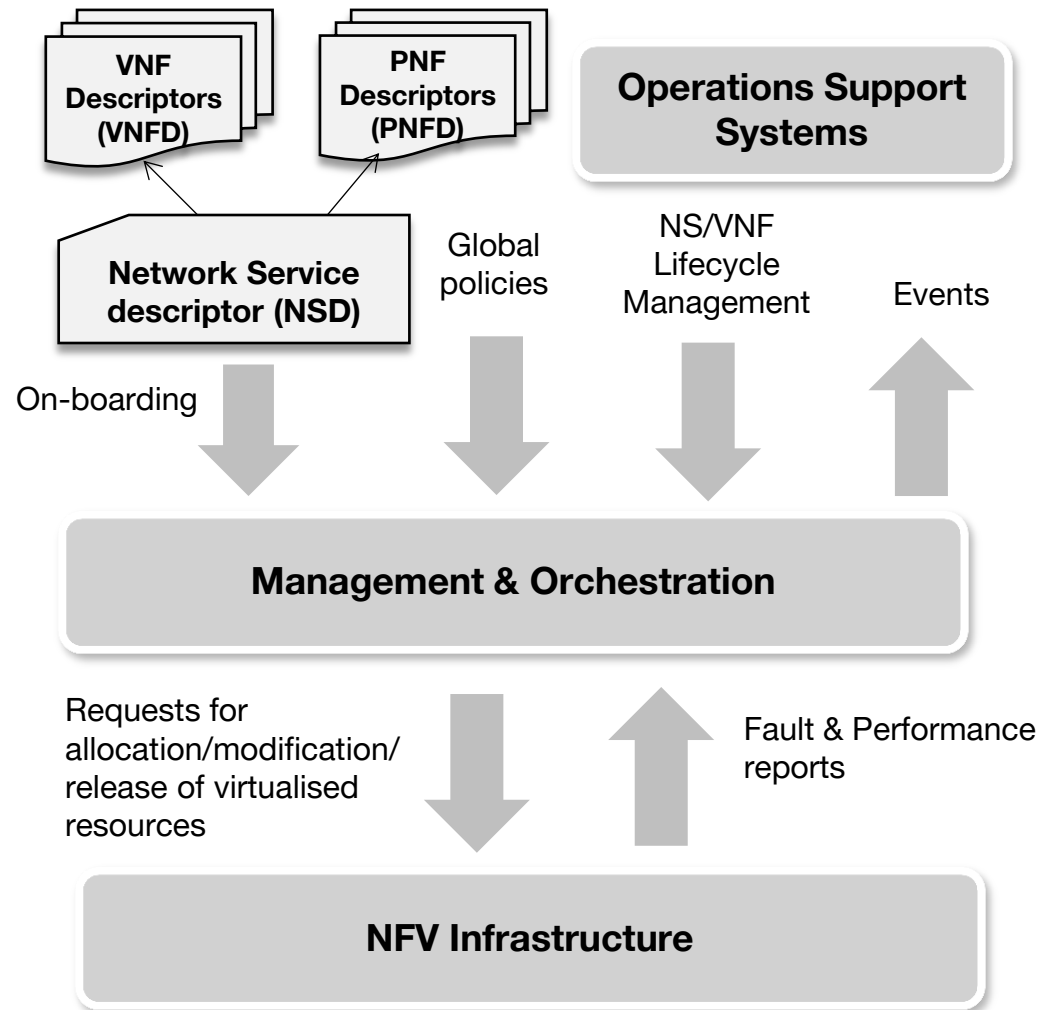 VNF
Descriptors
(VNFD)
PNF
Descriptors
(PNFD)
Operations Support
Systems
Network Service
descriptor (NSD)
Global
policies
NS/VNF
Lifecycle
Management
Events
On-boarding
Management & Orchestration
Requests for
allocation/modification/
release of virtualised
resources
Fault & Performance
reports
NFV Infrastructure